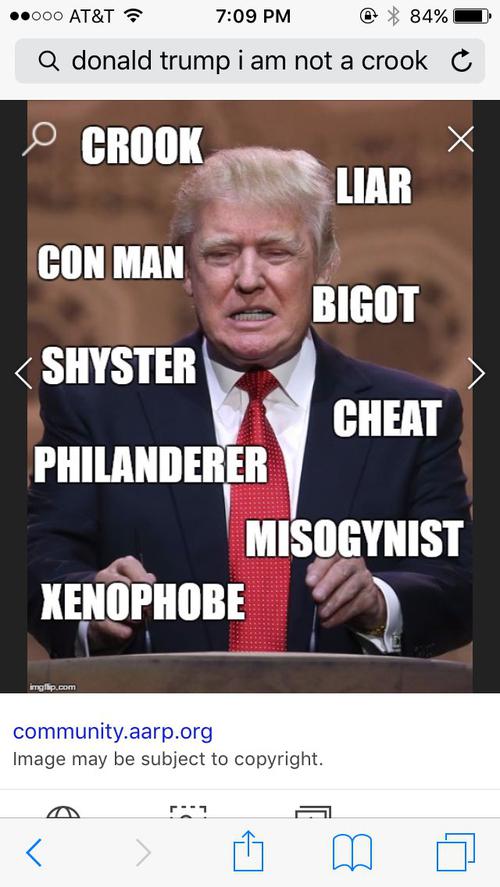 AT&T 7:09 PM 84%
donald trump i am not a crook
CROOK
LIAR
CON MAN
BIGOT
SHYSTER
CHEAT
PHILANDERER
MISOGYNIST
XENOPHOBE
imgflip.com
community.aarp.org
Image may be subject to copyright.